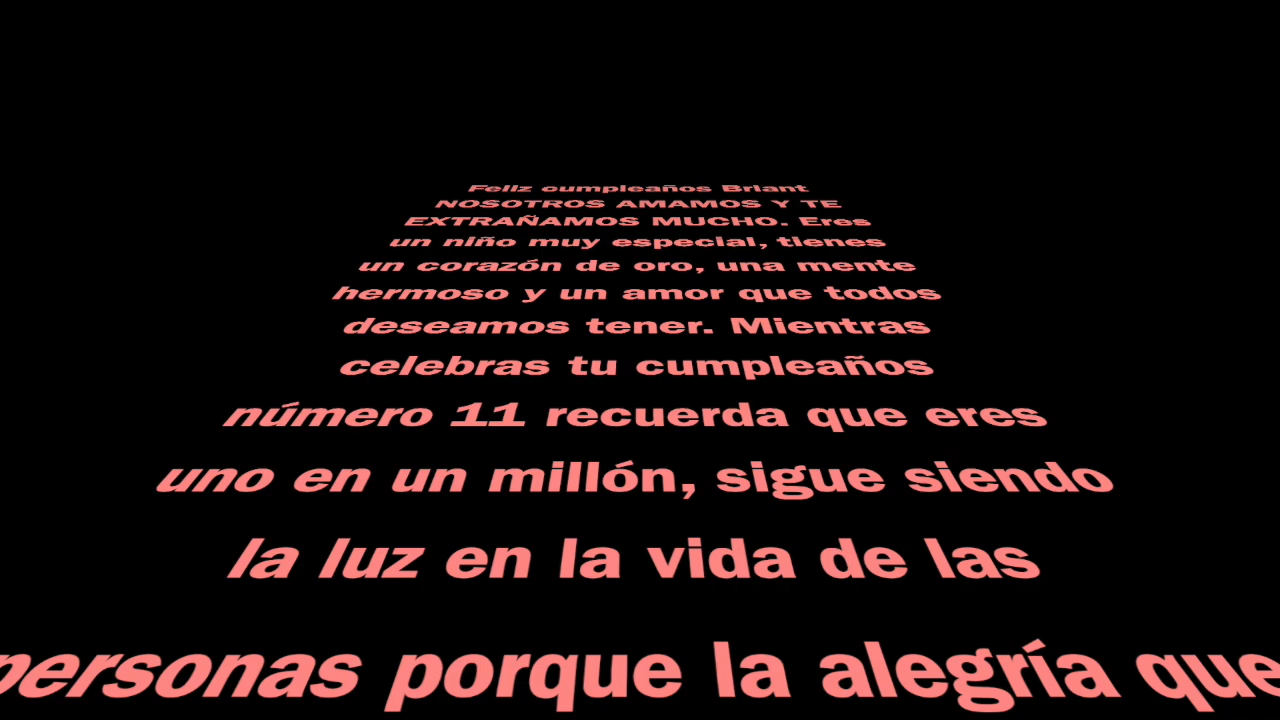 Feliz cumpleaños Briant
NOSOTROS AMAMOS Y TE
EXTRAÑAMOS MUCHO. Eres
un niño muy especial, tienes
un corazón de oro, una mente
hermoso y un amor que todos
deseamos tener. Mientras
celebras tu cumpleaños
número 11 recuerda que eres
uno en un millón, sigue siendo
la luz en la vida de las
personas porque la alegría que